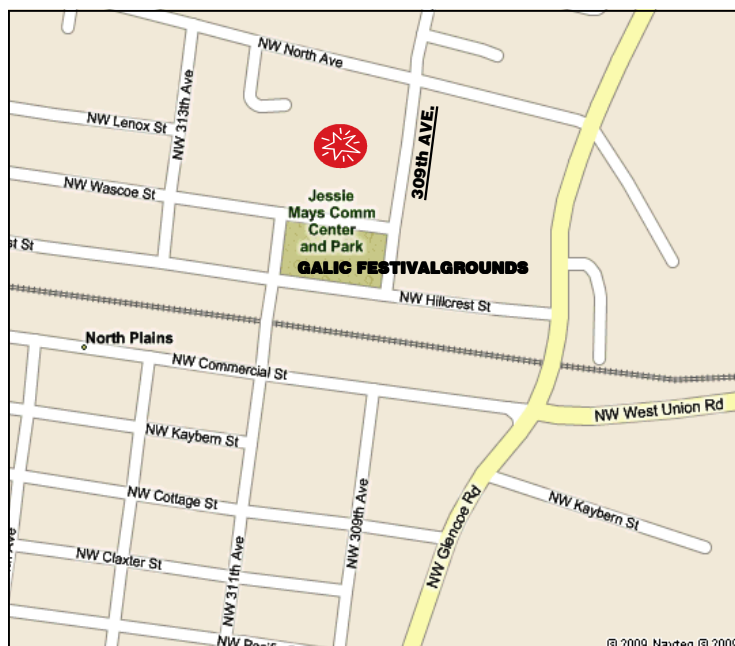 NW North Ave
NW 313th Ave
NW Lenox St
309th AVE.
NW Wascoe St
Jessie
Mays Comm
Center
and Park
st St
GALIC FESTIVALGROUNDS
NW Hillcrest St
North Plains
NW Commercial St
NW West Union Rd
NW Kaybern St
NW Cottage St
NW 309th Ave
NW Glencoe Rd
NW Kaybern St
NW Claxter St
NW 311th Ave
Ave
© 2009 Navteq © 2009